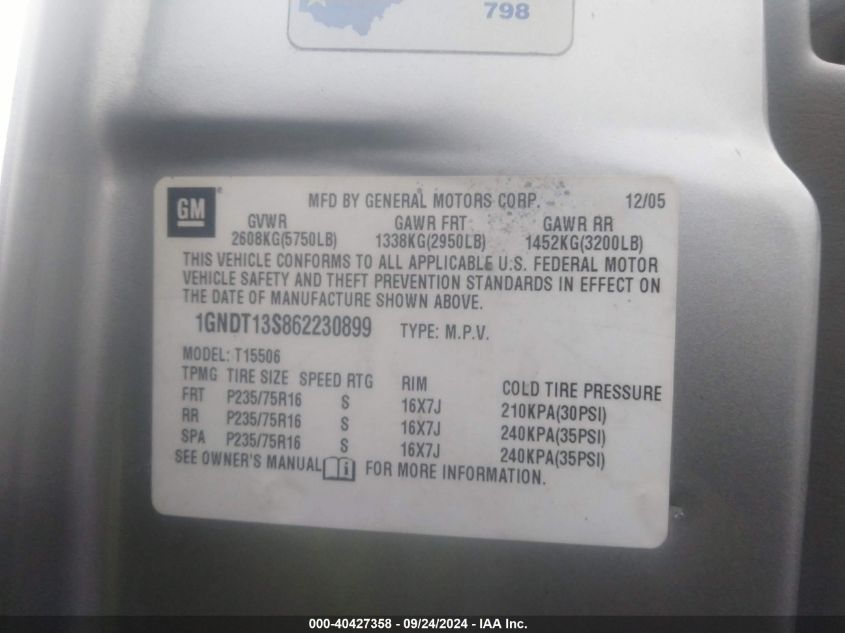 798
GM ® MFD BY GENERAL MOTORS CORP. 12/05
GVWR GAWR FRT GAWR RR
2608KG(5750LB) 1338KG(2950LB) 1452KG(3200LB)
THIS VEHICLE CONFORMS TO ALL APPLICABLE U.S. FEDERAL MOTOR
VEHICLE SAFETY AND THEFT PREVENTION STANDARDS IN EFFECT ON
THE DATE OF MANUFACTURE SHOWN ABOVE.
1GNDT13S862230899 TYPE: M.P.V.
MODEL: T15506
TPMG TIRE SIZE SPEED RTG RIM COLD TIRE PRESSURE
FRT P235/75R16 S 16X7J 210KPA(30PSI)
RR P235/75R16 S 16X7J 240KPA(35PSI)
SPA P235/75R16 S 16X7J 240KPA(35PSI)
SEE OWNER'S MANUAL i FOR MORE INFORMATION.
000-40427358 - 09/24/2024 - IAA Inc.